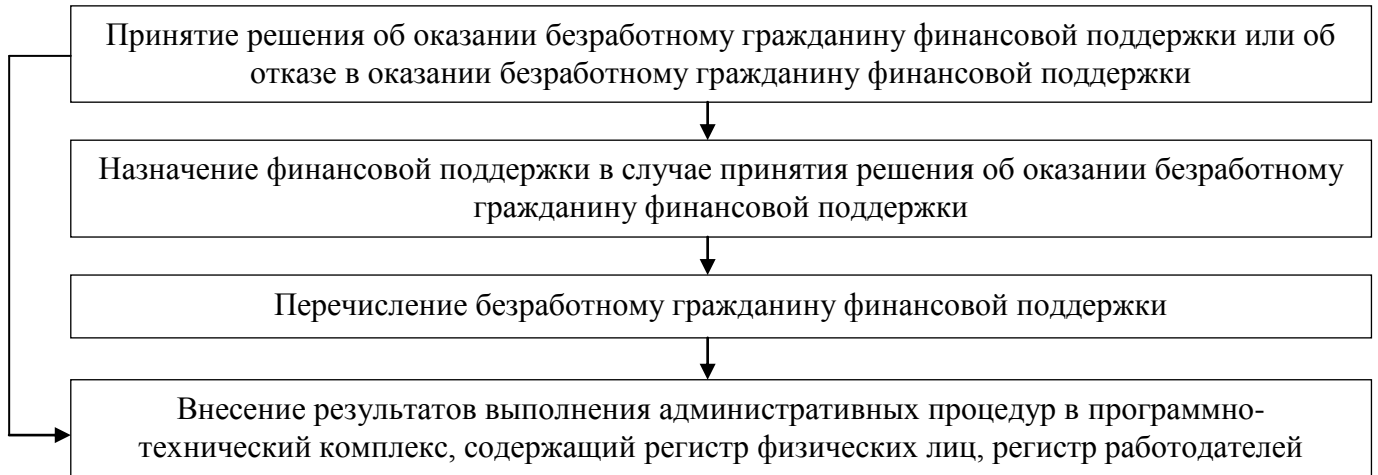 Принятие решения об оказании безработному гражданину финансовой поддержки или об
отказе в оказании безработному гражданину финансовой поддержки
Назначение финансовой поддержки в случае принятия решения об оказании безработному
гражданину финансовой поддержки
Перечисление безработному гражданину финансовой поддержки
Внесение результатов выполнения административных процедур в программно-
технический комплекс, содержащий регистр физических лиц, регистр работодателей